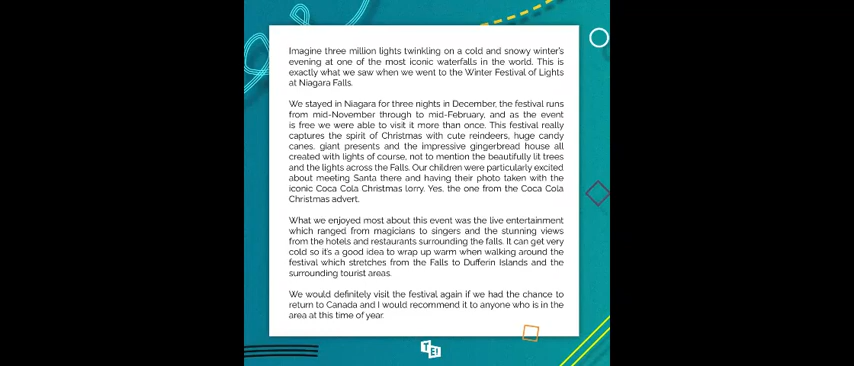 Imagine three million lights twinkling on a cold and snowy winter's
evening at one of the most iconic waterfalls in the world. This is
exactly what we saw when we went to the Winter Festival of Lights
at Niagara Falls.
We stayed in Niagara for three nights in December, the festival runs
from mid-November through to mid-February, and as the event
is free we were able to visit it more than once. This festival really
captures the spirit of Christmas with cute reindeers, huge candy
canes, giant presents and the impressive gingerbread house all
created with lights of course, not to mention the beautifully lit trees
and the lights across the Falls. Our children were particularly excited
about meeting Santa there and having their photo taken with the
iconic Coca Cola Christmas lorry. Yes, the one from the Coca Cola
Christmas advert.
What we enjoyed most about this event was the live entertainment
which ranged from magicians to singers and the stunning views
from the hotels and restaurants surrounding the falls. It can get very
cold so it's a good idea to wrap up warm when walking around the
festival which stretches from the Falls to Dufferin Islands and the
surrounding tourist areas.
We would definitely visit the festival again if we had the chance to
return to Canada and I would recommend it to anyone who is in the
area at this time of year.
TE!